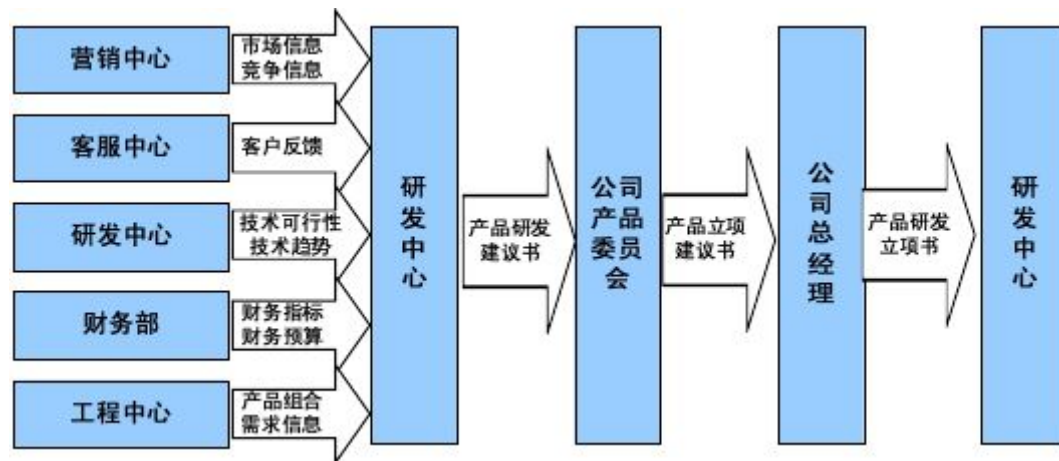 营销中心
市场信息
竞争信息
客服中心
客户反馈
研发中心
技术可行性
技术趋势
财务部
财务指标
财务预算
工程中心
产品组合
需求信息
研
发
中
心
产品研发
建议书
公司
产品
委员
会
产品立项
建议书
公
司
总
经
理
产品研发
立项书
研
发
中
心